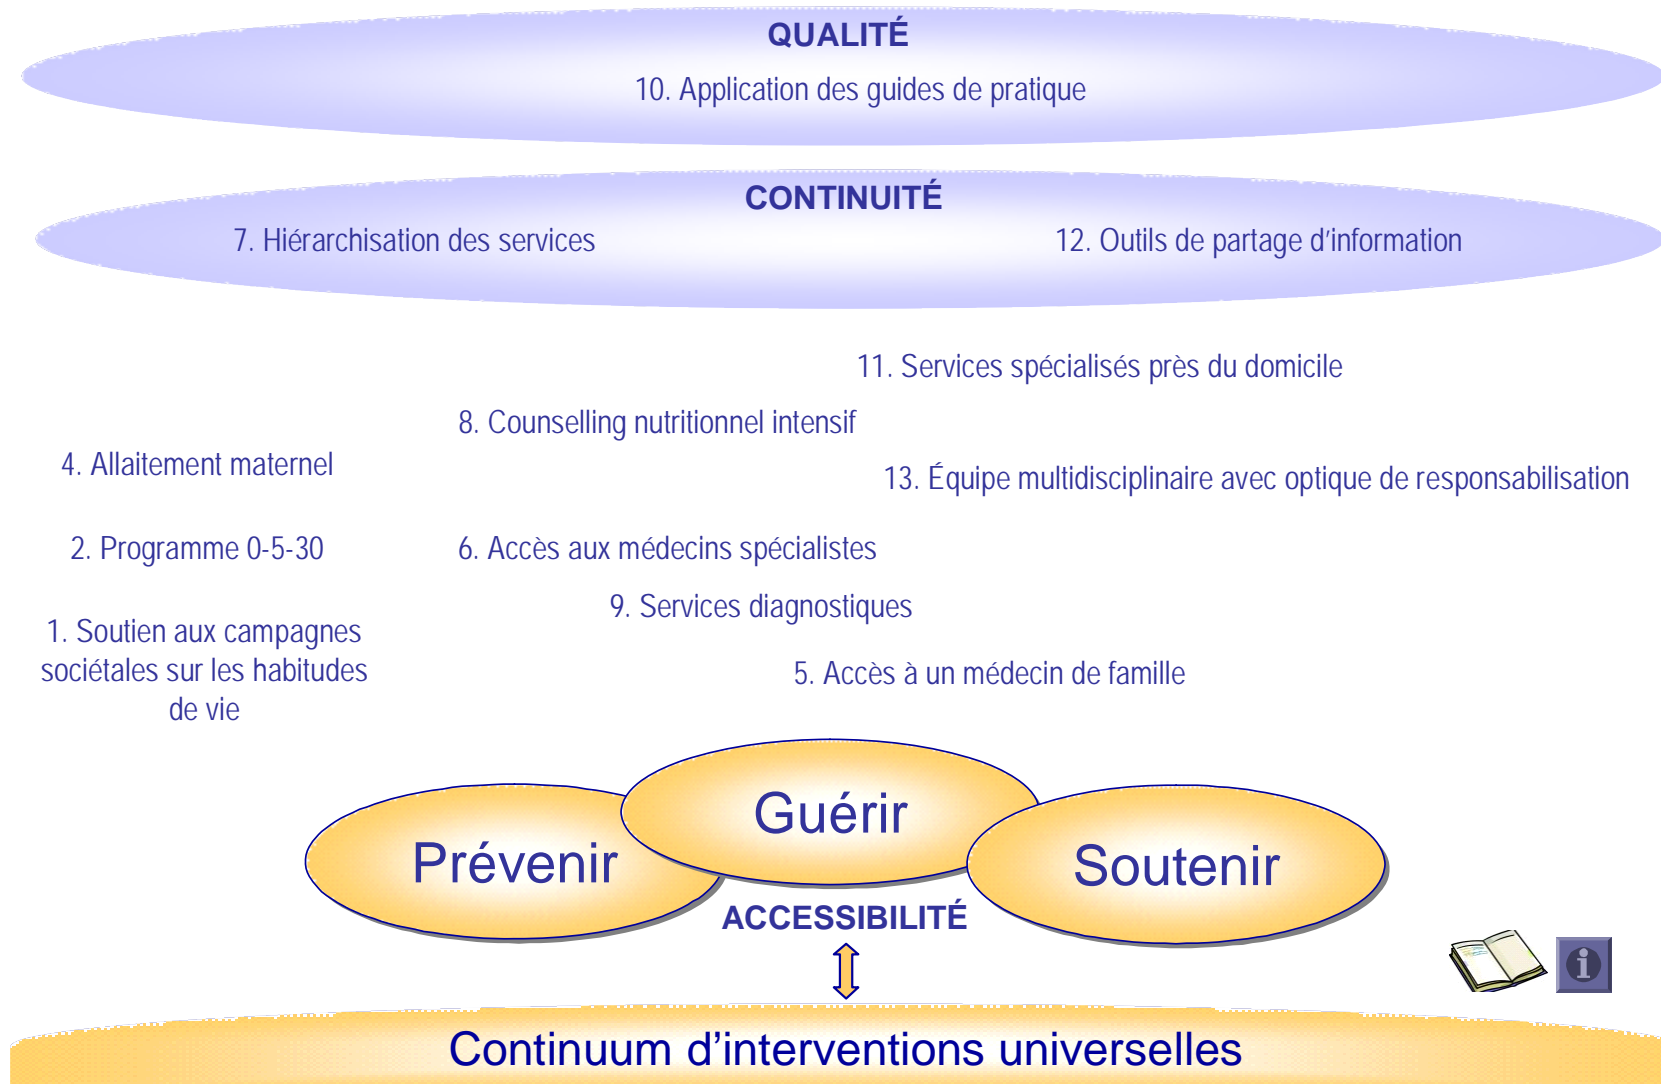 QUALITÉ
10. Application des guides de pratique
CONTINUITÉ
7. Hiérarchisation des services
12. Outils de partage d'information
11. Services spécialisés près du domicile
8. Counselling nutritionnel intensif
4. Allaitement maternel
13. Équipe multidisciplinaire avec optique de responsabilisation
2. Programme 0-5-30
6. Accès aux médecins spécialistes
9. Services diagnostiques
1. Soutien aux campagnes
sociétales sur les habitudes
de vie
5. Accès à un médecin de famille
Guérir
Prévenir
Soutenir
ACCESSIBILITÉ
i
Continuum d'interventions universelles